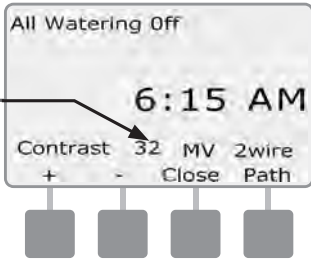 All Watering Off
6:15 AM
Contrast 32 MV 2wire
+ - Close Path